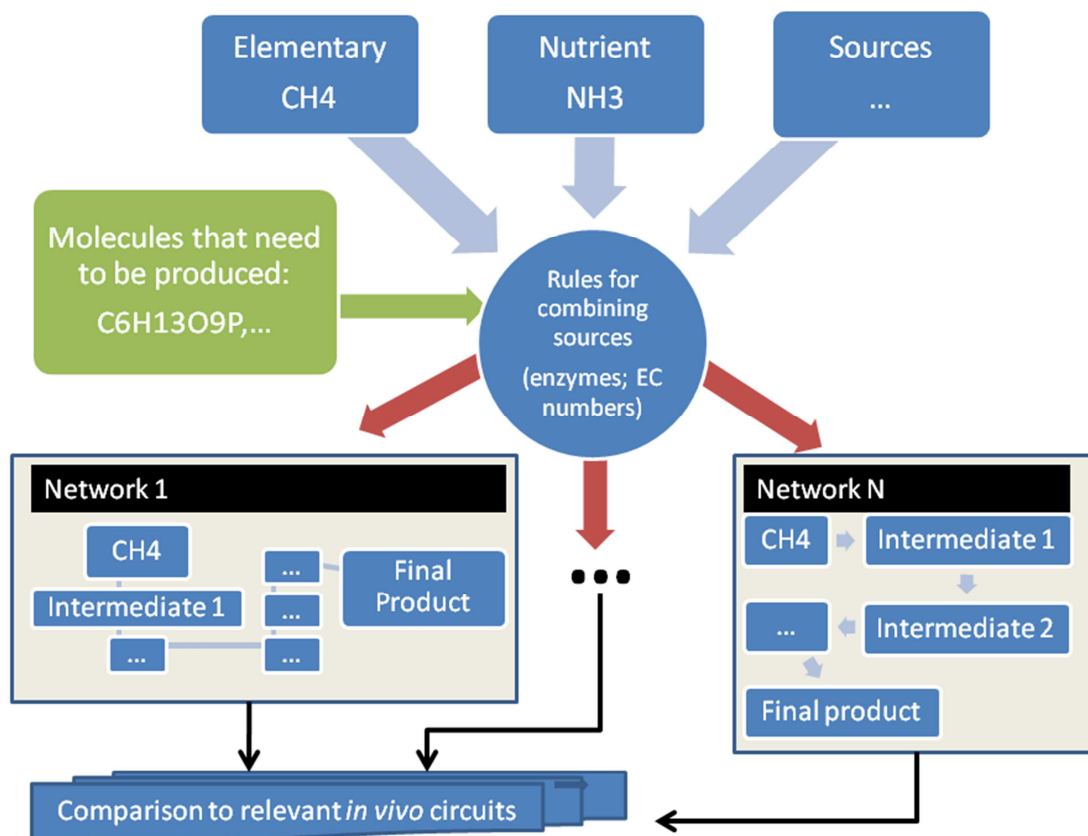 Elementary
CH4
Nutrient
NH3
Sources
...
Molecules that need
to be produced:
C6H13O9P,...
Rules for
combining
sources
(enzymes; EC
numbers)
Network 1
CH4
Intermediate 1
...
...
...
...
Final
Product
...
Network N
CH4
Intermediate 1
Intermediate 2
...
Final product
Comparison to relevant in vivo circuits